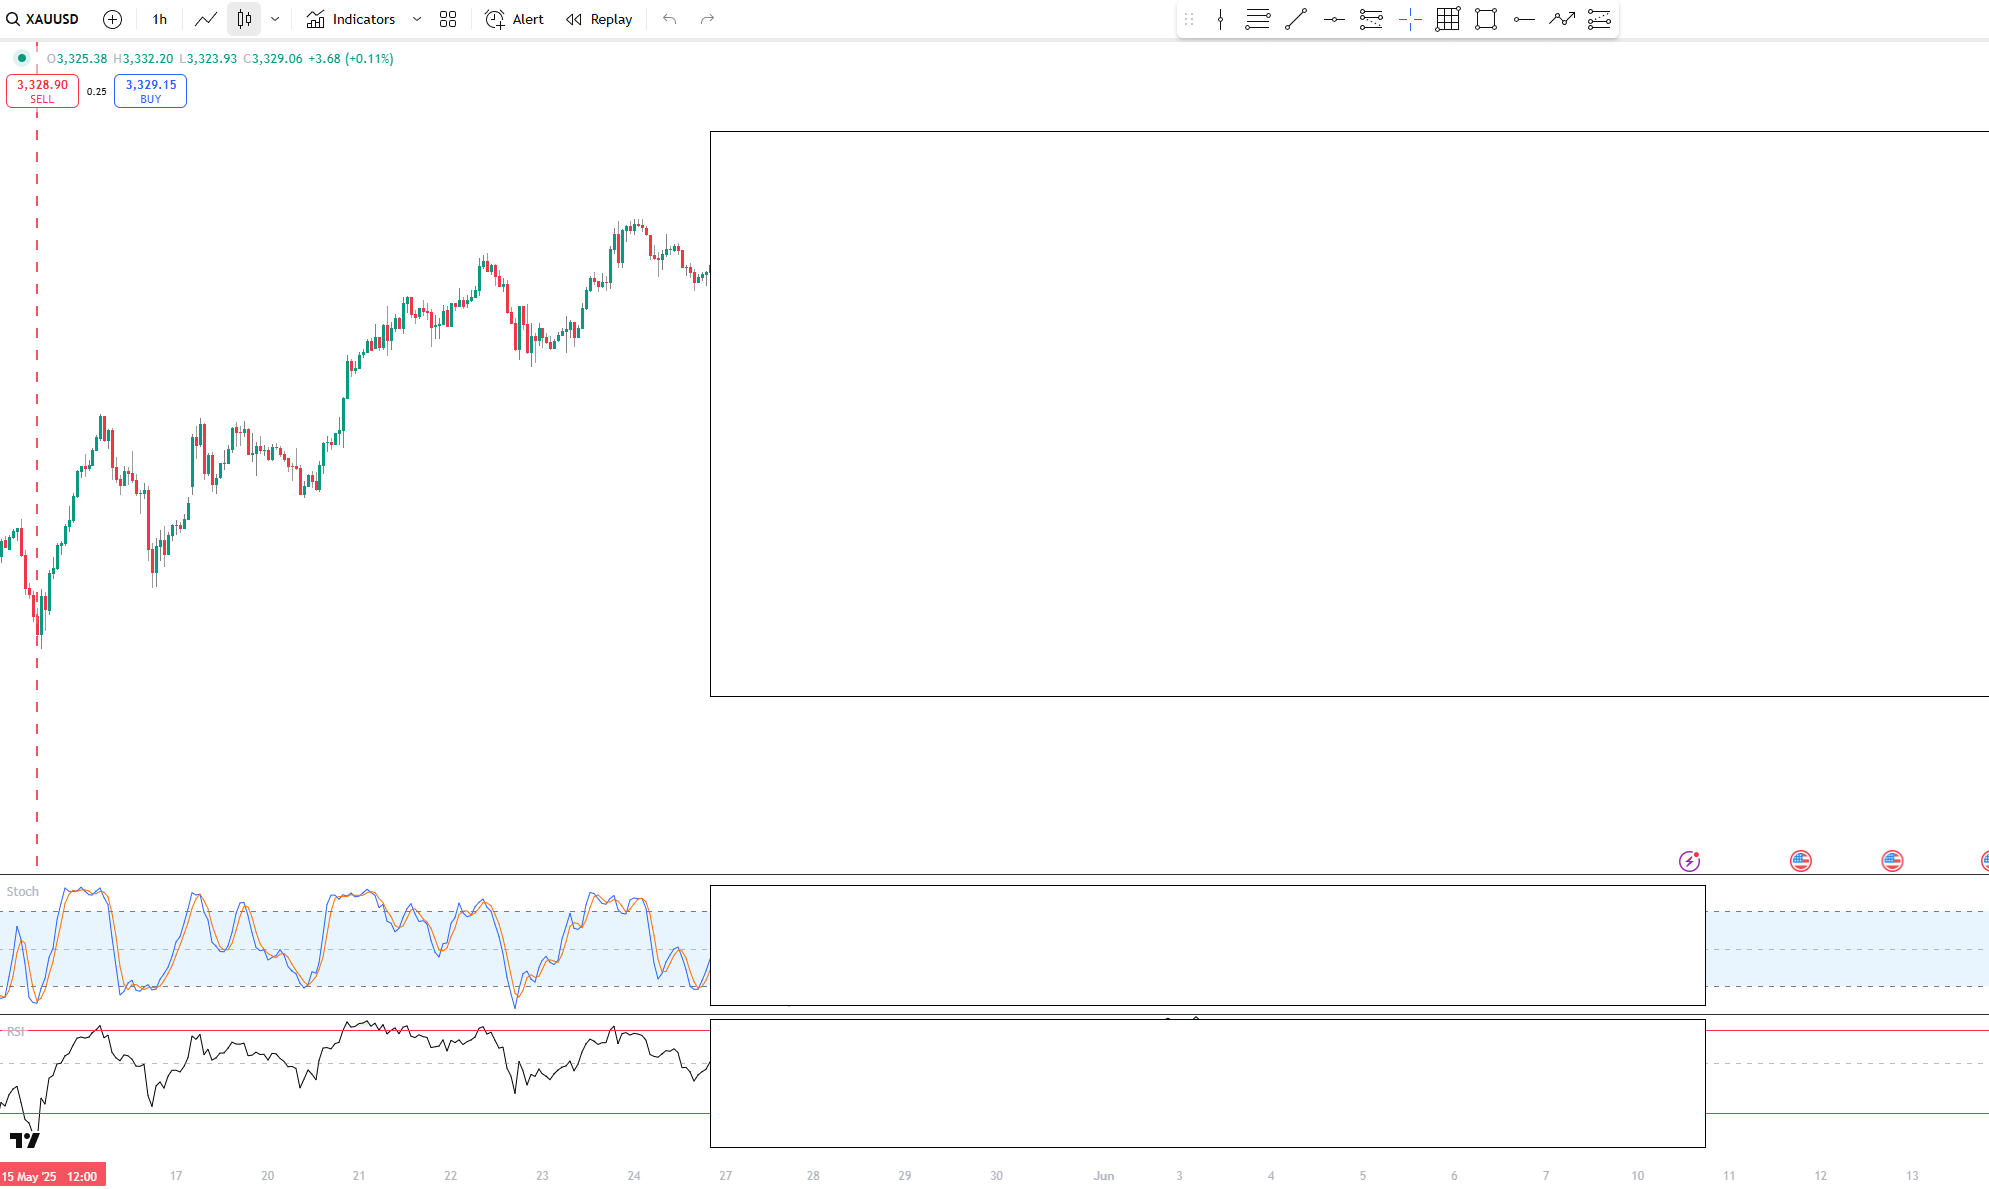 XAUUSD 1h Indicators Alert Replay
O3,325.38 H3,332.20 L3,323.93 C3,329.06 +3.68 (+0.11%)
3,328.90 0.25 3,329.15
SELL BUY
Stoch
RSI
15 May '25 12:00 17 20 21 22 23 24 27 28 29 30 Jun 3 4 5 6 7 10 11 12 13